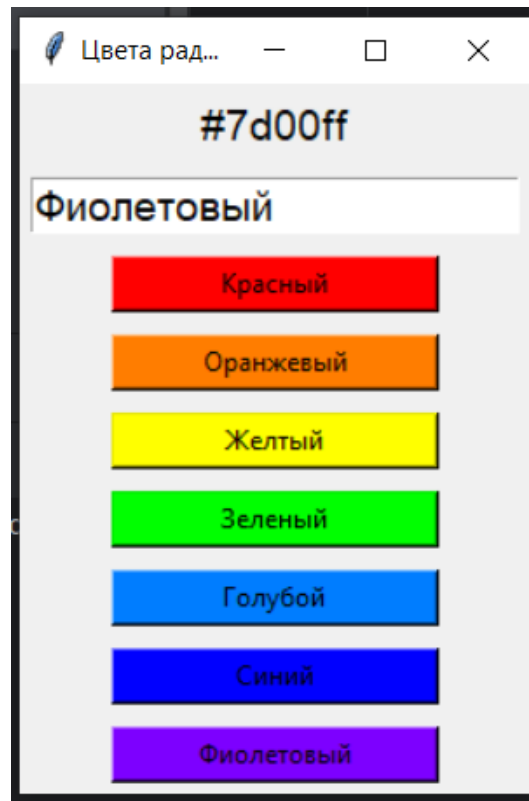 Цвета рад...
#7d00ff
Фиолетовый
Красный
Оранжевый
Желтый
Зеленый
Голубой
Синий
Фиолетовый